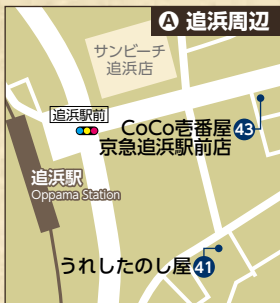 A 追浜周辺
サンビーチ
追浜店
追浜駅前
CoCo壱番屋 43
京急追浜駅前店
追浜駅
Oppama Station
うれしたのし屋 41